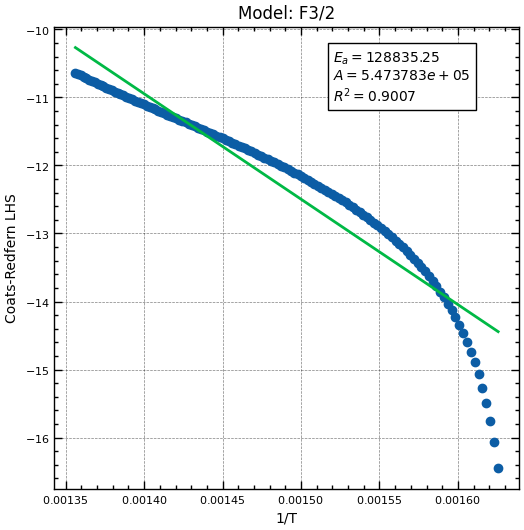 Model: F3/2
E_a = 128835.25
A = 5.473783e + 05
R² = 0.9007
Coats-Redfern LHS
−10
−11
−12
−13
−14
−15
−16
0.00135 0.00140 0.00145 0.00150 0.00155 0.00160
1/T